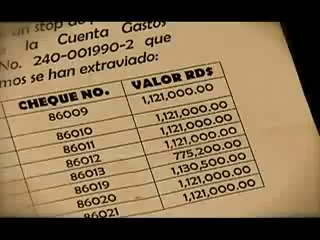 un stop de
de la Cuenta Gastos
No. 240-001990-2 que
mos se han extraviado:
CHEQUE NO. VALOR RD$
86009 1,121,000.00
86010 1,121,000.00
86011 1,121,000.00
86012 1,121,000.00
86013 775,200.00
86019 1,130,500.00
86020 1,121,000.00
86021 1,121,000.00